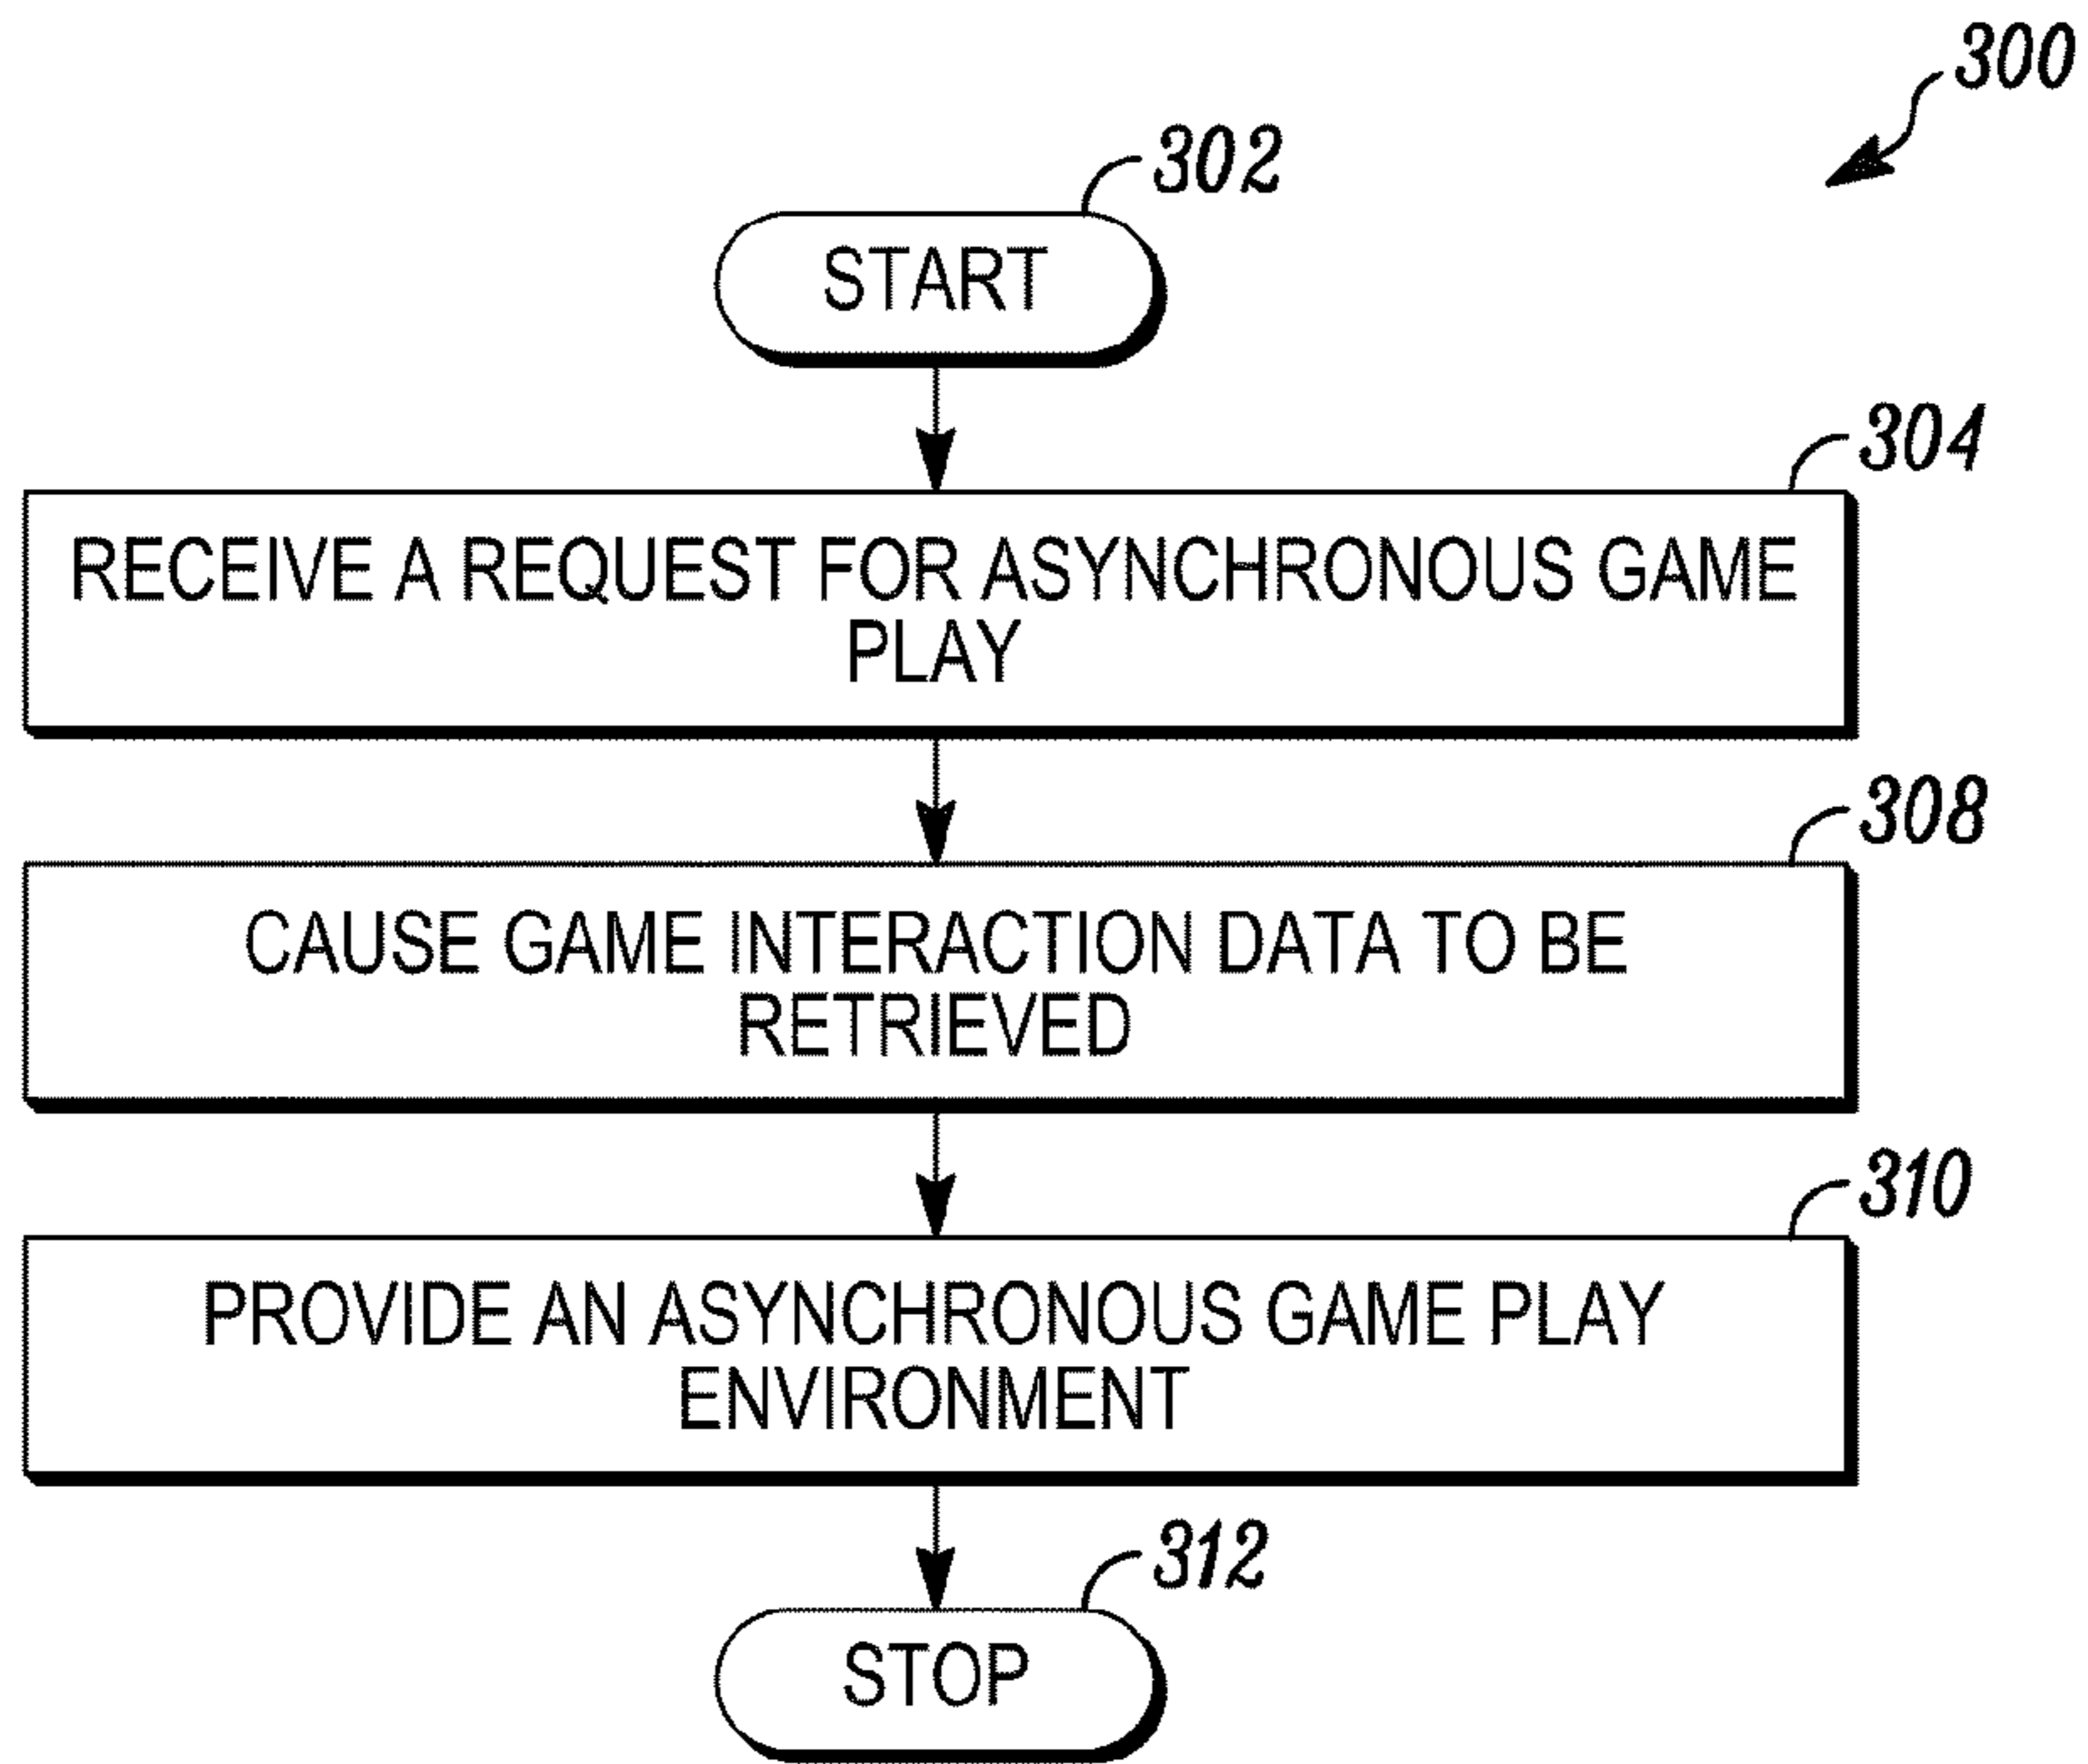 300
302
START
304
RECEIVE A REQUEST FOR ASYNCHRONOUS GAME
PLAY
308
CAUSE GAME INTERACTION DATA TO BE
RETRIEVED
310
PROVIDE AN ASYNCHRONOUS GAME PLAY
ENVIRONMENT
312
STOP